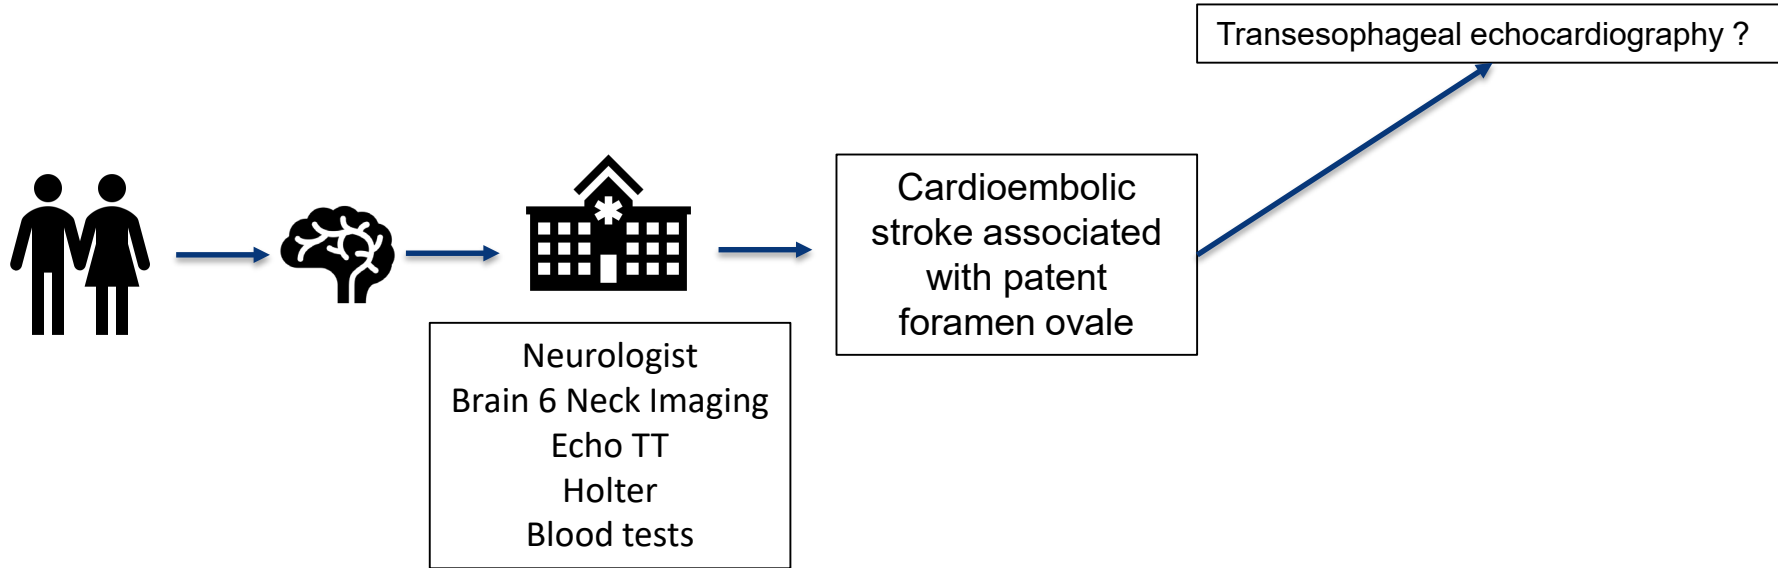 Transesophageal echocardiography ?
Cardioembolic
stroke associated
with patent
foramen ovale
Neurologist
Brain 6 Neck Imaging
Echo TT
Holter
Blood tests